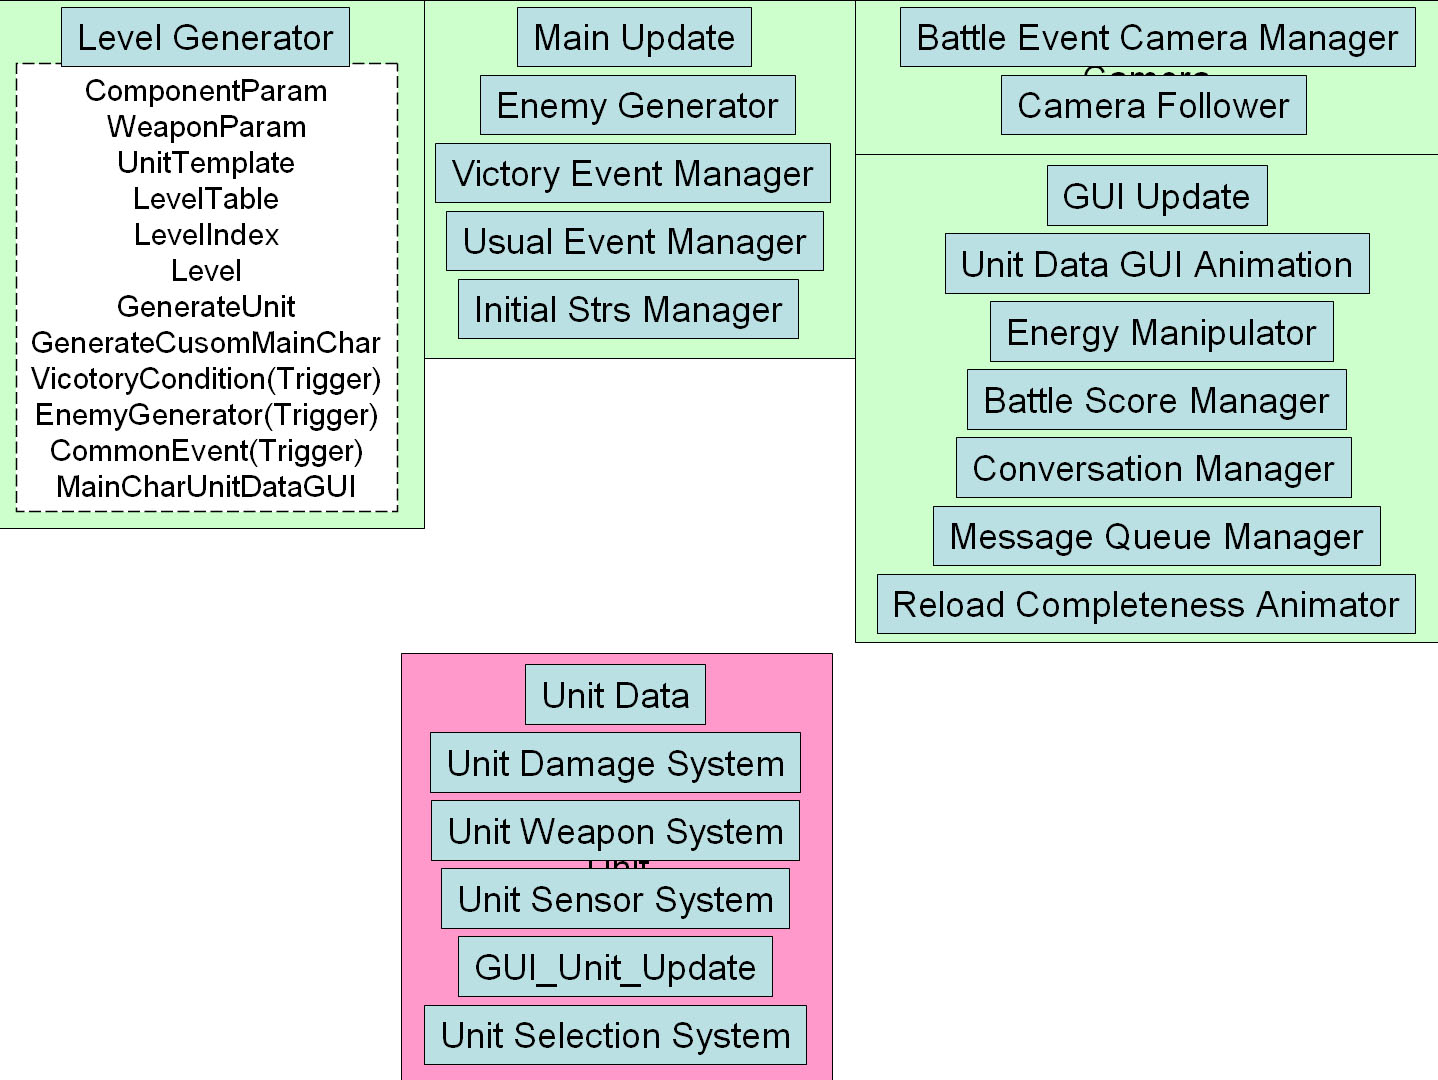 Level Generator
ComponentParam
WeaponParam
UnitTemplate
LevelTable
LevelIndex
Level
GenerateUnit
GenerateCusomMainChar
VicotoryCondition(Trigger)
EnemyGenerator(Trigger)
CommonEvent(Trigger)
MainCharUnitDataGUI
Main Update
Enemy Generator
Victory Event Manager
Usual Event Manager
Initial Strs Manager
Battle Event Camera Manager
Camera
Camera Follower
GUI Update
Unit Data GUI Animation
Energy Manipulator
Battle Score Manager
Conversation Manager
Message Queue Manager
Reload Completeness Animator
Unit Data
Unit Damage System
Unit Weapon System
Unit
Unit Sensor System
GUI_Unit_Update
Unit Selection System